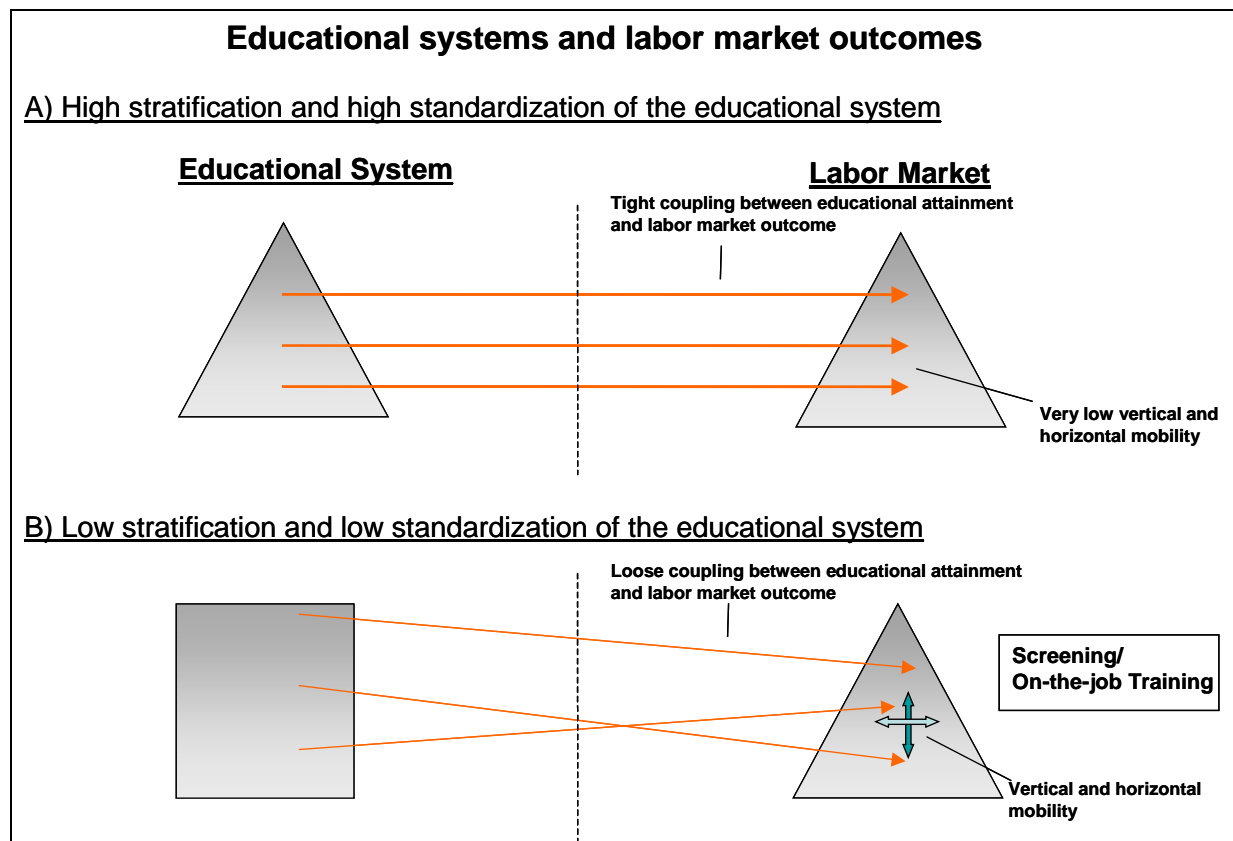 Educational systems and labor market outcomes
A) High stratification and high standardization of the educational system
Educational System
Labor Market
Tight coupling between educational attainment
and labor market outcome
Very low vertical and
horizontal mobility
B) Low stratification and low standardization of the educational system
Loose coupling between educational attainment
and labor market outcome
Screening/
On-the-job Training
Vertical and horizontal
mobility